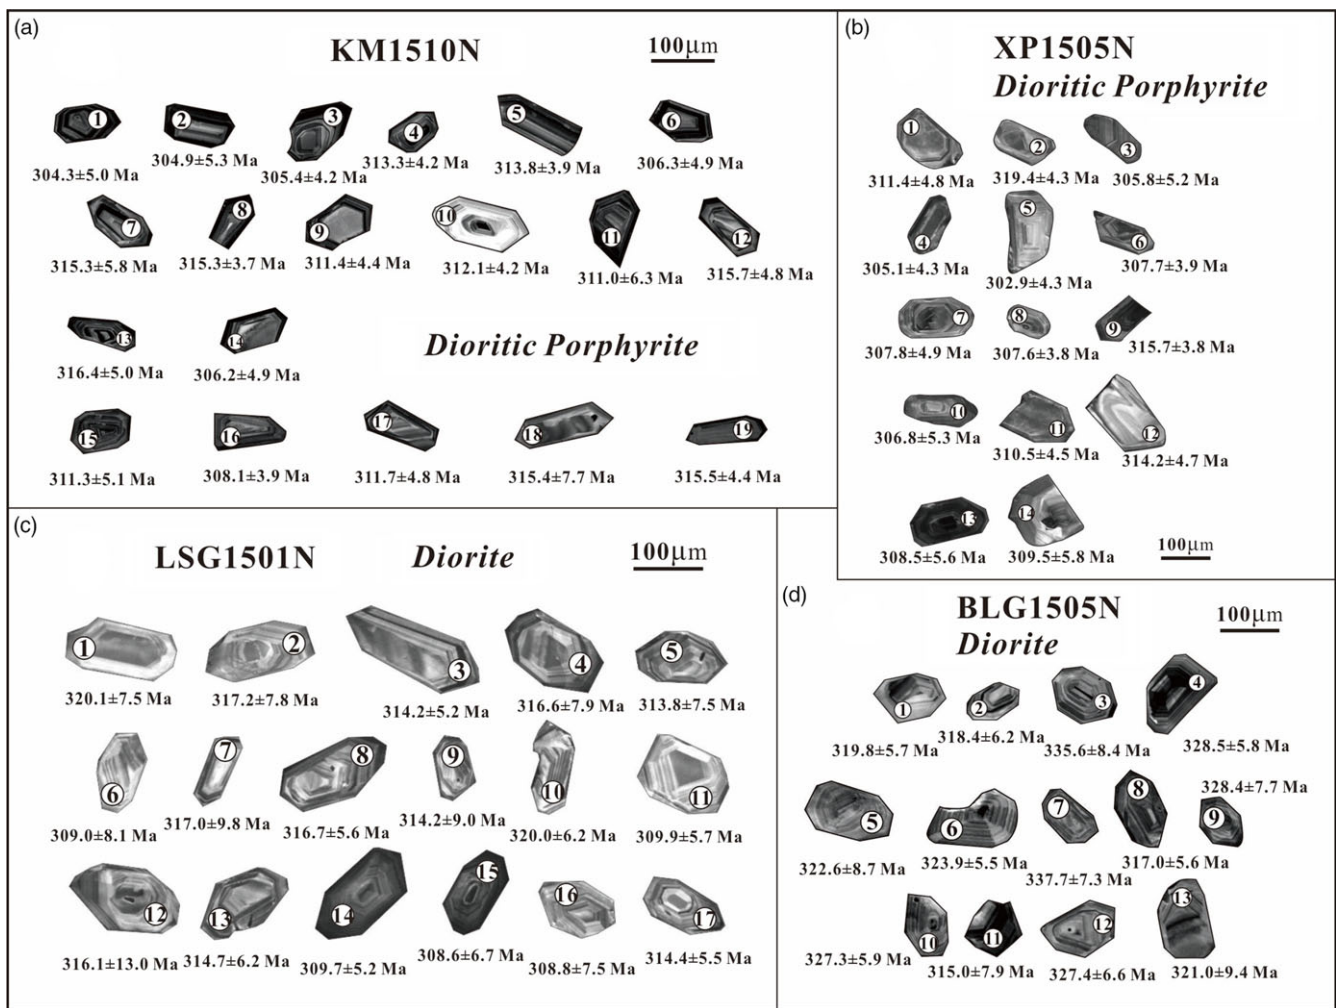 (a)
KM1510N
100μm
1
2
3
4
5
6
304.3±5.0 Ma
304.9±5.3 Ma
305.4±4.2 Ma
313.3±4.2 Ma
313.8±3.9 Ma
306.3±4.9 Ma
7
8
9
10
11
12
315.3±5.8 Ma
315.3±3.7 Ma
311.4±4.4 Ma
312.1±4.2 Ma
311.0±6.3 Ma
315.7±4.8 Ma
13
14
316.4±5.0 Ma
306.2±4.9 Ma
Dioritic Porphyrite
15
16
17
18
19
311.3±5.1 Ma
308.1±3.9 Ma
311.7±4.8 Ma
315.4±7.7 Ma
315.5±4.4 Ma
(b)
XP1505N
Dioritic Porphyrite
1
2
3
311.4±4.8 Ma
319.4±4.3 Ma
305.8±5.2 Ma
4
5
6
305.1±4.3 Ma
302.9±4.3 Ma
307.7±3.9 Ma
7
8
9
307.8±4.9 Ma
307.6±3.8 Ma
315.7±3.8 Ma
10
11
12
306.8±5.3 Ma
310.5±4.5 Ma
314.2±4.7 Ma
13
14
308.5±5.6 Ma
309.5±5.8 Ma
100μm
(c)
LSG1501N
Diorite
100μm
1
2
3
4
5
320.1±7.5 Ma
317.2±7.8 Ma
314.2±5.2 Ma
316.6±7.9 Ma
313.8±7.5 Ma
6
7
8
9
10
11
309.0±8.1 Ma
317.0±9.8 Ma
316.7±5.6 Ma
314.2±9.0 Ma
320.0±6.2 Ma
309.9±5.7 Ma
12
13
14
15
16
17
316.1±13.0 Ma
314.7±6.2 Ma
309.7±5.2 Ma
308.6±6.7 Ma
308.8±7.5 Ma
314.4±5.5 Ma
(d)
BLG1505N
Diorite
100μm
1
2
3
4
319.8±5.7 Ma
318.4±6.2 Ma
335.6±8.4 Ma
328.5±5.8 Ma
5
6
7
8
9
322.6±8.7 Ma
323.9±5.5 Ma
337.7±7.3 Ma
317.0±5.6 Ma
328.4±7.7 Ma
10
11
12
13
327.3±5.9 Ma
315.0±7.9 Ma
327.4±6.6 Ma
321.0±9.4 Ma